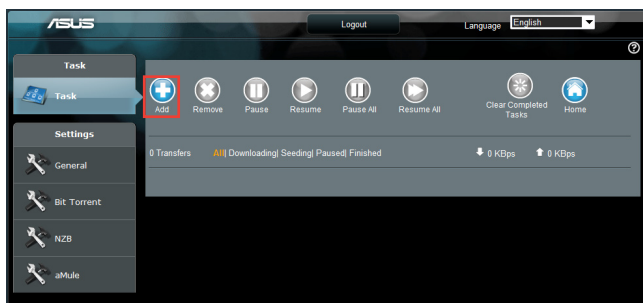 ASUS
Logout
Language English
Task
Task
Add Remove Pause Resume Pause All Resume All Clear Completed Tasks Home
0 Transfers All| Downloading| Seeding| Paused| Finished 0 KBps 0 KBps
Settings
General
Bit Torrent
NZB
aMule